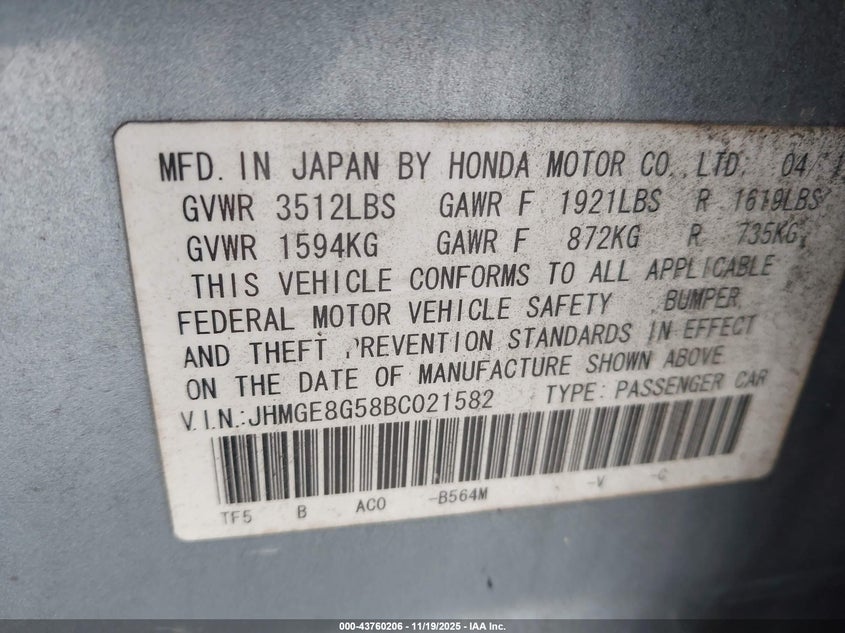 MFD. IN JAPAN BY HONDA MOTOR CO., LTD. 04
GVWR 3512LBS GAWR F 1921LBS R 1619LBS
GVWR 1594KG GAWR F 872KG R 735KG
THIS VEHICLE CONFORMS TO ALL APPLICABLE
FEDERAL MOTOR VEHICLE SAFETY BUMPER
AND THEFT PREVENTION STANDARDS IN EFFECT
ON THE DATE OF MANUFACTURE SHOWN ABOVE
V.I.N.:JHMGE8G58BC021582 TYPE: PASSENGER CAR
TF5 B AC0 -B564M -V -C
000-43760206 - 11/19/2025 - IAA Inc.